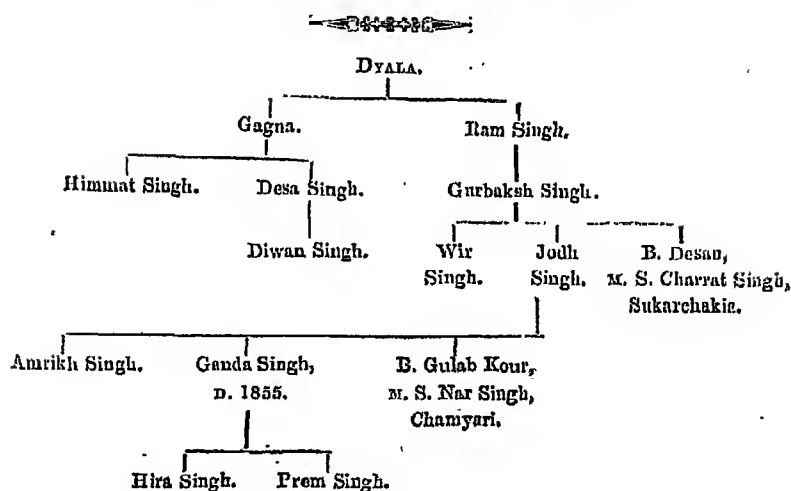 DYALA.
Gagna. Ram Singh.
Himmat Singh. Desa Singh. Gurbaksh Singh.
Diwan Singh. Wir Jodh B. Desan,
Singh. Singh. M. S. Charrat Singh,
Sukarchakia.
Amrikh Singh. Ganda Singh, B. Gulab Kour,
D. 1855. M. S. Nar Singh,
Chamyari.
Hira Singh. Prem Singh.